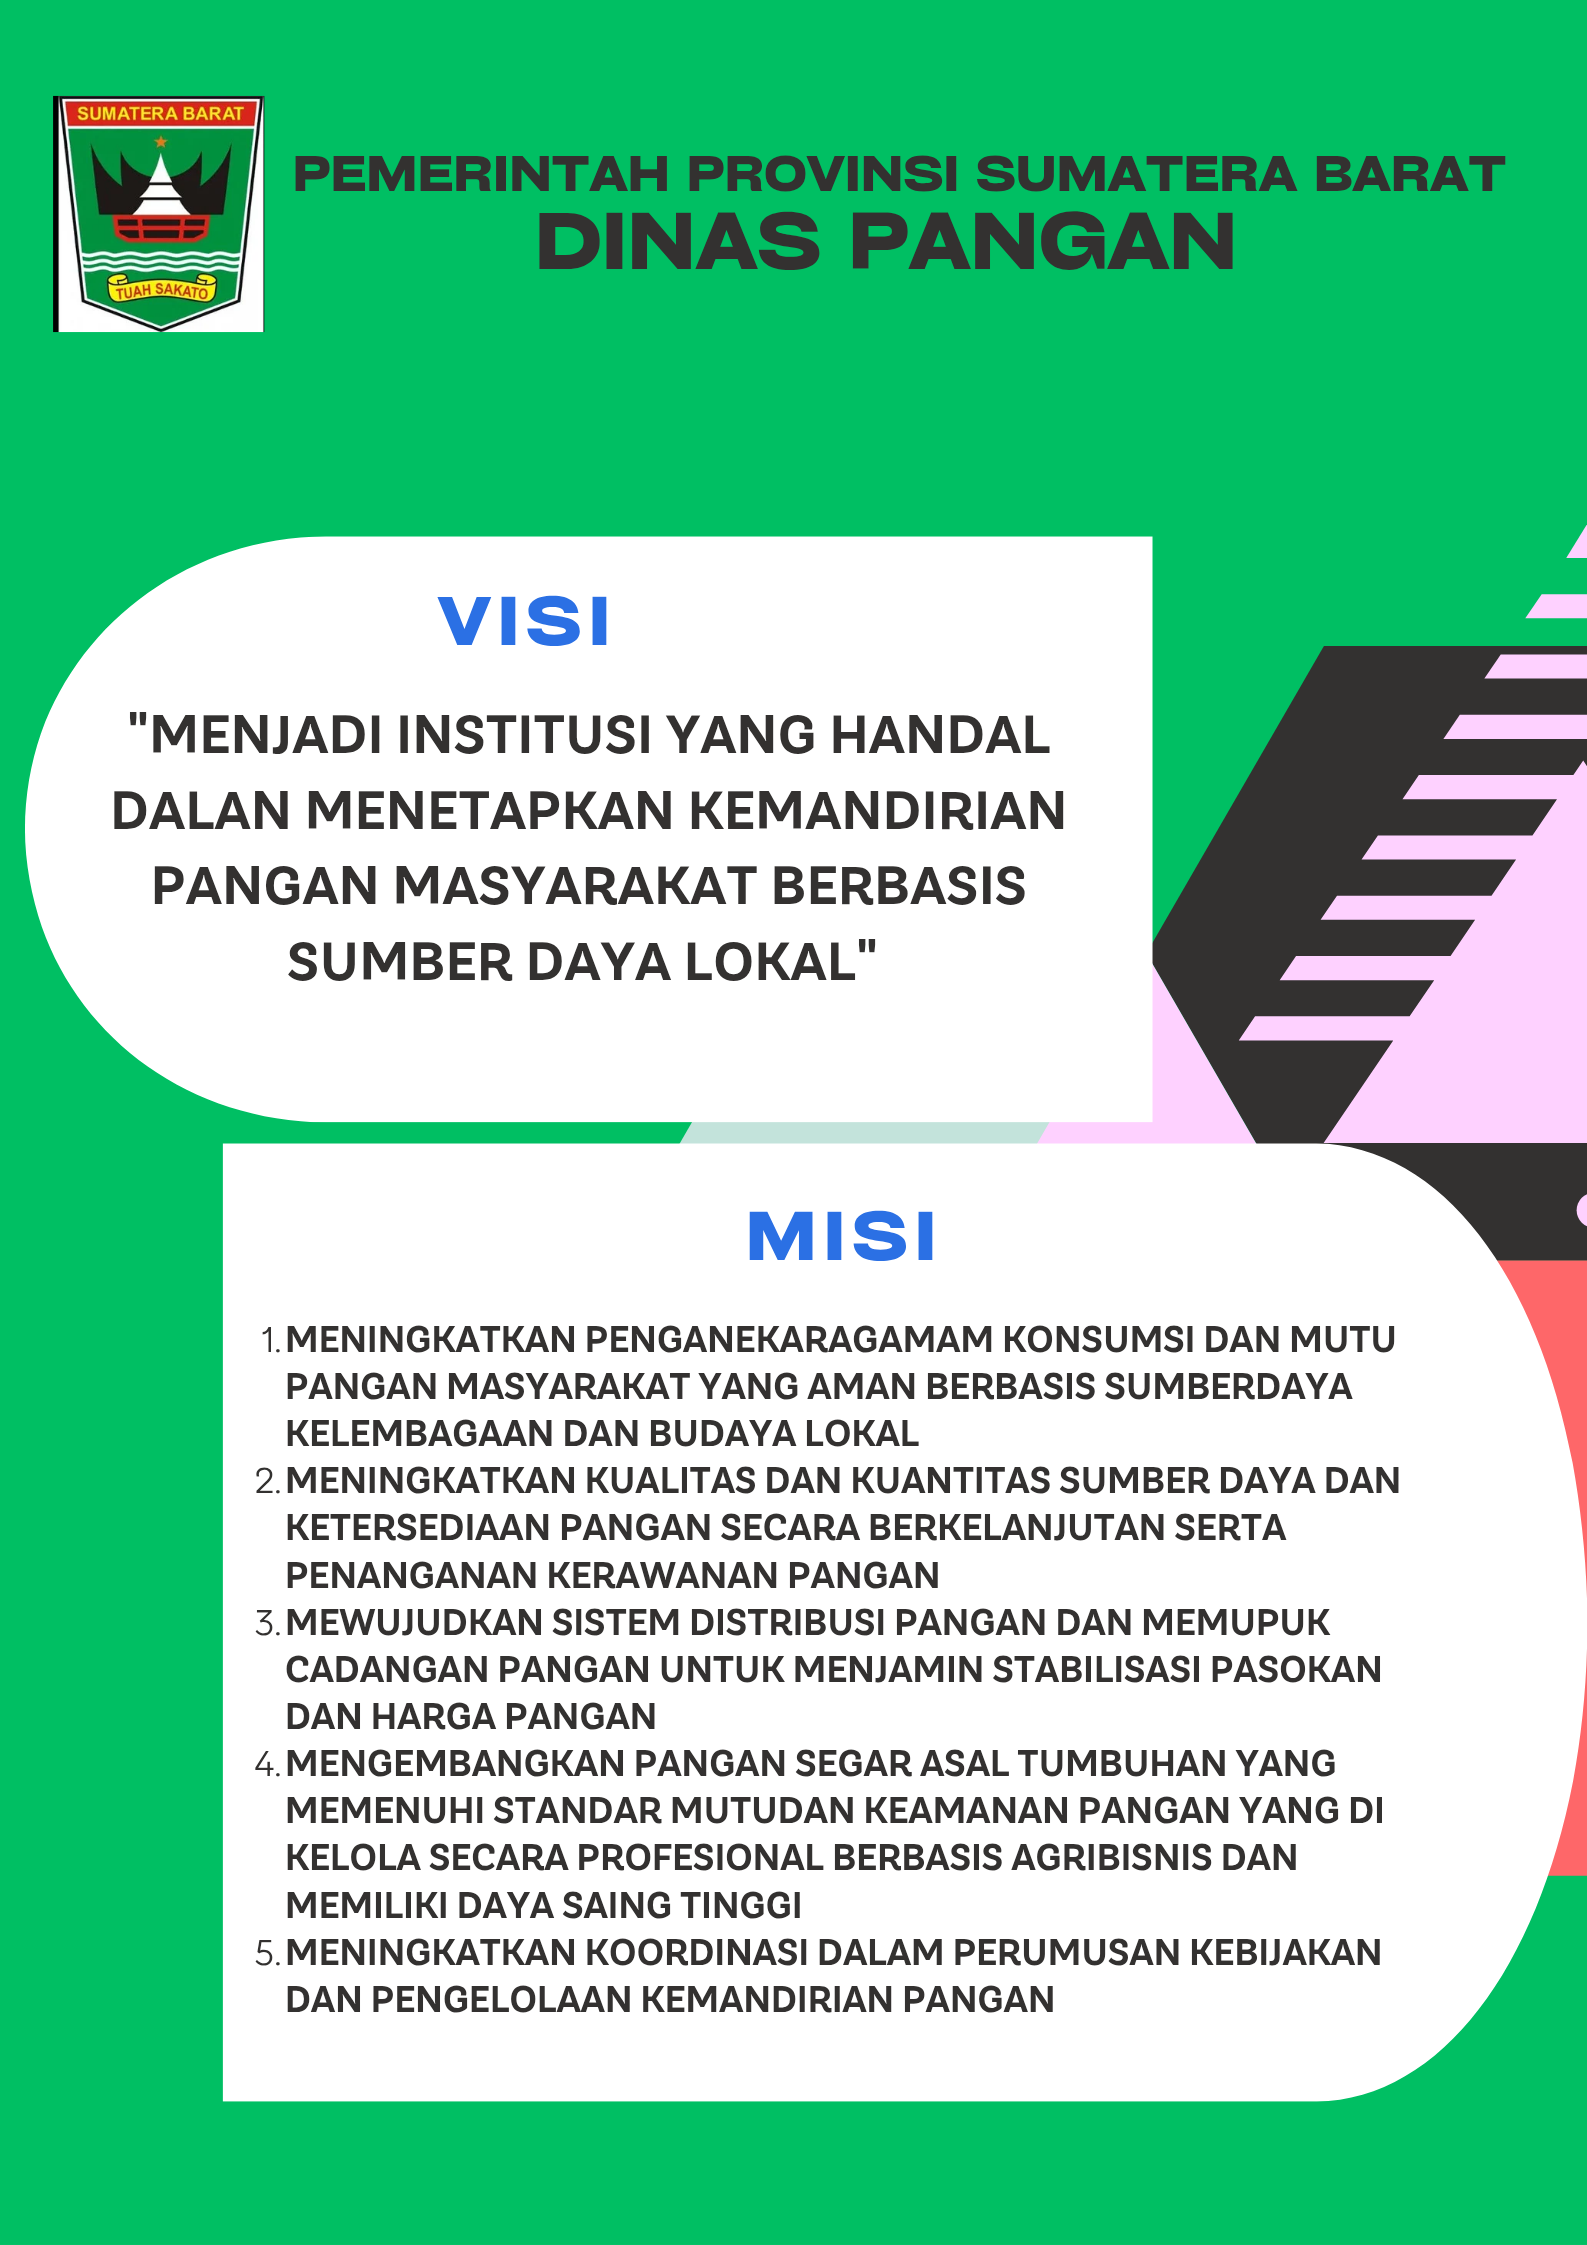 SUMATERA BARAT
TUAH SAKATO
PEMERINTAH PROVINSI SUMATERA BARAT
DINAS PANGAN
VISI
"MENJADI INSTITUSI YANG HANDAL
DALAN MENETAPKAN KEMANDIRIAN
PANGAN MASYARAKAT BERBASIS
SUMBER DAYA LOKAL"
MISI
1. MENINGKATKAN PENGANEKARAGAMAM KONSUMSI DAN MUTU
PANGAN MASYARAKAT YANG AMAN BERBASIS SUMBERDAYA
KELEMBAGAAN DAN BUDAYA LOKAL
2. MENINGKATKAN KUALITAS DAN KUANTITAS SUMBER DAYA DAN
KETERSEDIAAN PANGAN SECARA BERKELANJUTAN SERTA
PENANGANAN KERAWANAN PANGAN
3. MEWUJUDKAN SISTEM DISTRIBUSI PANGAN DAN MEMUPUK
CADANGAN PANGAN UNTUK MENJAMIN STABILISASI PASOKAN
DAN HARGA PANGAN
4. MENGEMBANGKAN PANGAN SEGAR ASAL TUMBUHAN YANG
MEMENUHI STANDAR MUTUDAN KEAMANAN PANGAN YANG DI
KELOLA SECARA PROFESIONAL BERBASIS AGRIBISNIS DAN
MEMILIKI DAYA SAING TINGGI
5. MENINGKATKAN KOORDINASI DALAM PERUMUSAN KEBIJAKAN
DAN PENGELOLAAN KEMANDIRIAN PANGAN